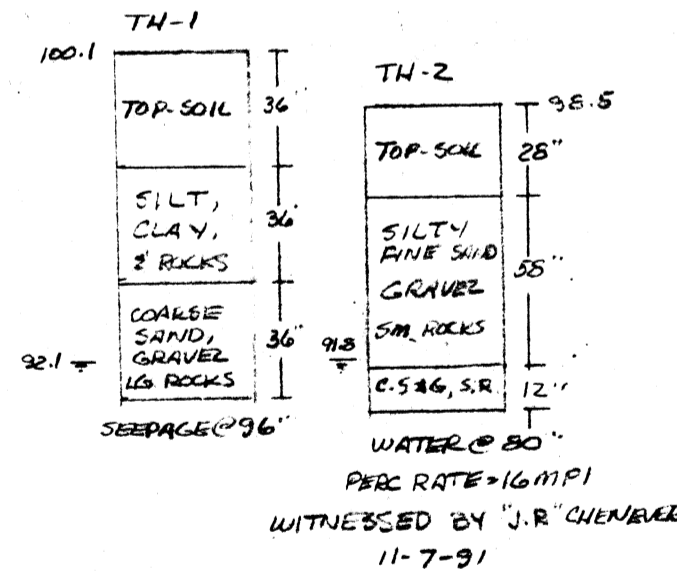 TH-1
100.1
TOP-SOIL
36"
SILT,
CLAY,
& ROCKS
36"
COARSE
SAND,
GRAVEL
LG ROCKS
36"
92.1
SEEPAGE @ 96"
TH-2
98.5
TOP-SOIL
28"
SILTY
FINE SAND
GRAVEL
SM. ROCKS
58"
91.8
C.S&G, S.R.
12"
WATER @ 80"
PERC RATE=16 MPI
WITNESSED BY "J.R" CHENEVER
11-7-91